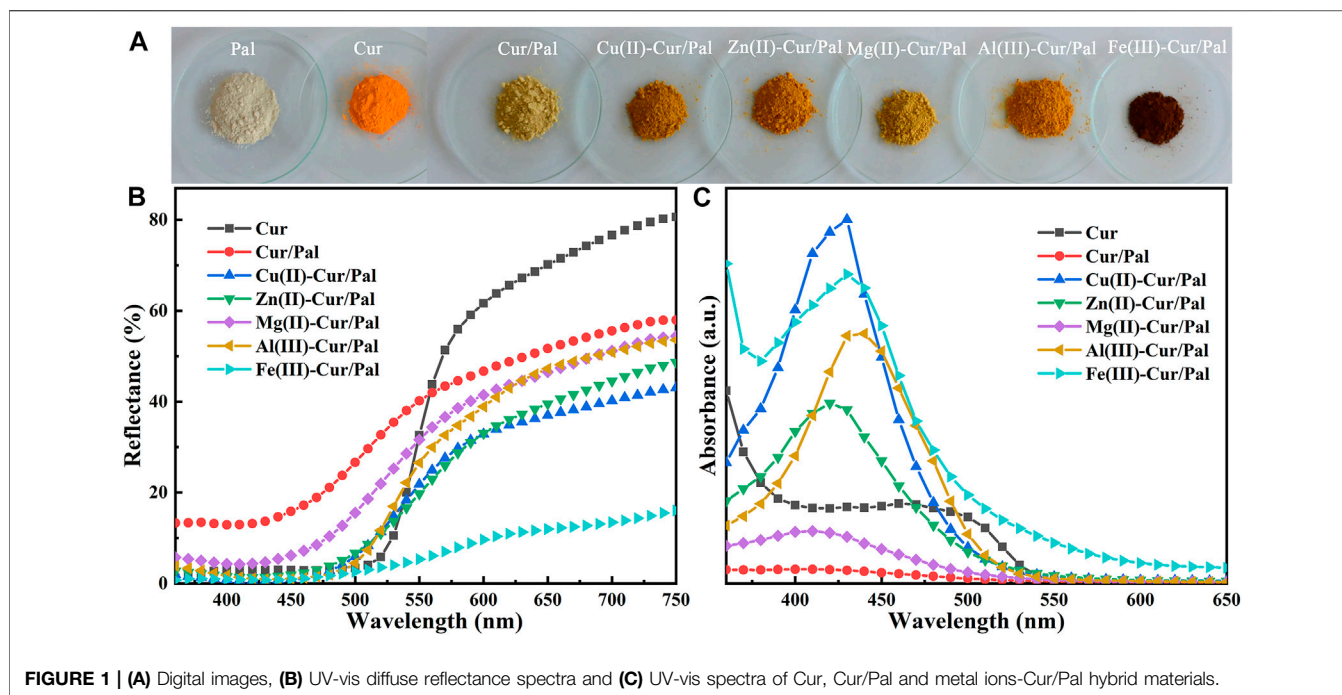 A
Pal
Cur
Cur/Pal
Cu(II)-Cur/Pal
Zn(II)-Cur/Pal
Mg(II)-Cur/Pal
Al(III)-Cur/Pal
Fe(III)-Cur/Pal
B
Reflectance (%)
80
60
40
20
0
Cur
Cur/Pal
Cu(II)-Cur/Pal
Zn(II)-Cur/Pal
Mg(II)-Cur/Pal
Al(III)-Cur/Pal
Fe(III)-Cur/Pal
400 450 500 550 600 650 700 750
Wavelength (nm)
C
Absorbance (a.u.)
Cur
Cur/Pal
Cu(II)-Cur/Pal
Zn(II)-Cur/Pal
Mg(II)-Cur/Pal
Al(III)-Cur/Pal
Fe(III)-Cur/Pal
400 450 500 550 600 650
Wavelength (nm)
FIGURE 1 | (A) Digital images, (B) UV-vis diffuse reflectance spectra and (C) UV-vis spectra of Cur, Cur/Pal and metal ions-Cur/Pal hybrid materials.